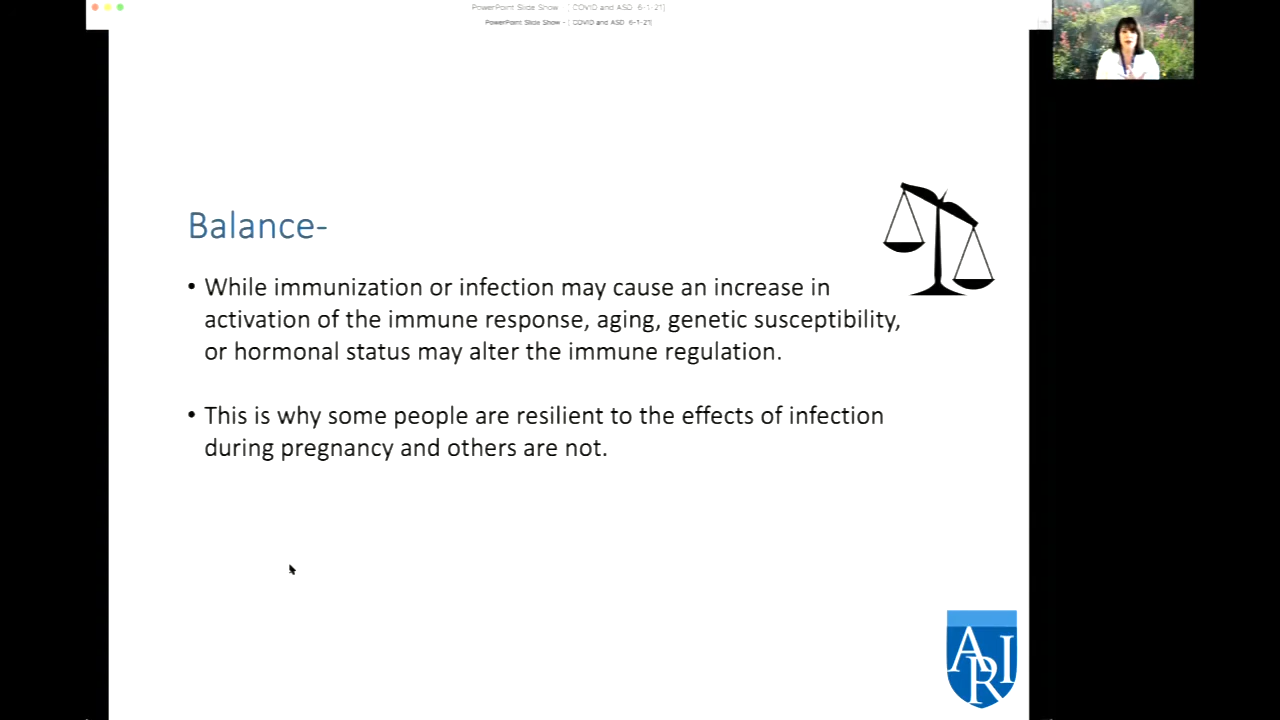 PowerPoint Slide Show - [ COVID and ASD 6-1-21]
PowerPoint Slide Show - [ COVID and ASD 6-1-21]
Balance-
• While immunization or infection may cause an increase in
activation of the immune response, aging, genetic susceptibility,
or hormonal status may alter the immune regulation.
• This is why some people are resilient to the effects of infection
during pregnancy and others are not.
ARI